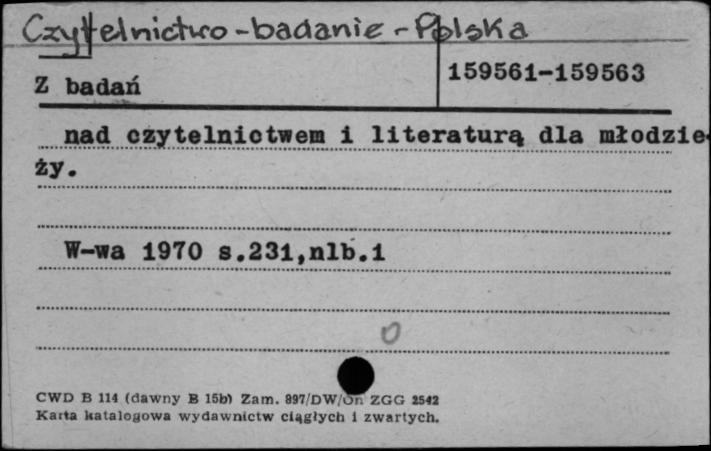 Czytelnictwo - badanie - Polska
Z badań
159561-159563
nad czytelnictwem i literaturą dla młodzie-
ży.
W-wa 1970 s.231,nlb.1
0
CWD B 114 (dawny B 15b) Zam. 897/DW/On ZGG 2542
Karta katalogowa wydawnictw ciągłych i zwartych.